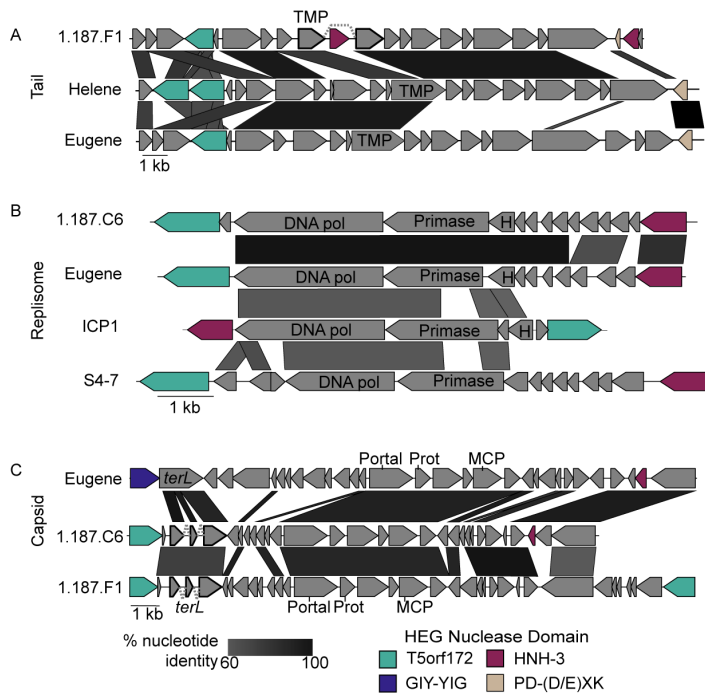 A
TMP
1.187.F1
Tail
Helene
TMP
Eugene
TMP
1 kb
B
1.187.C6
DNA pol
Primase
H
Replisome
Eugene
DNA pol
Primase
H
ICP1
DNA pol
Primase
H
S4-7
DNA pol
Primase
1 kb
C
Portal
Prot
MCP
Eugene
terL
Capsid
1.187.C6
1.187.F1
1 kb
terL
Portal
Prot
MCP
% nucleotide
identity
60
100
HEG Nuclease Domain
T5orf172
HNH-3
GIY-YIG
PD-(D/E)XK